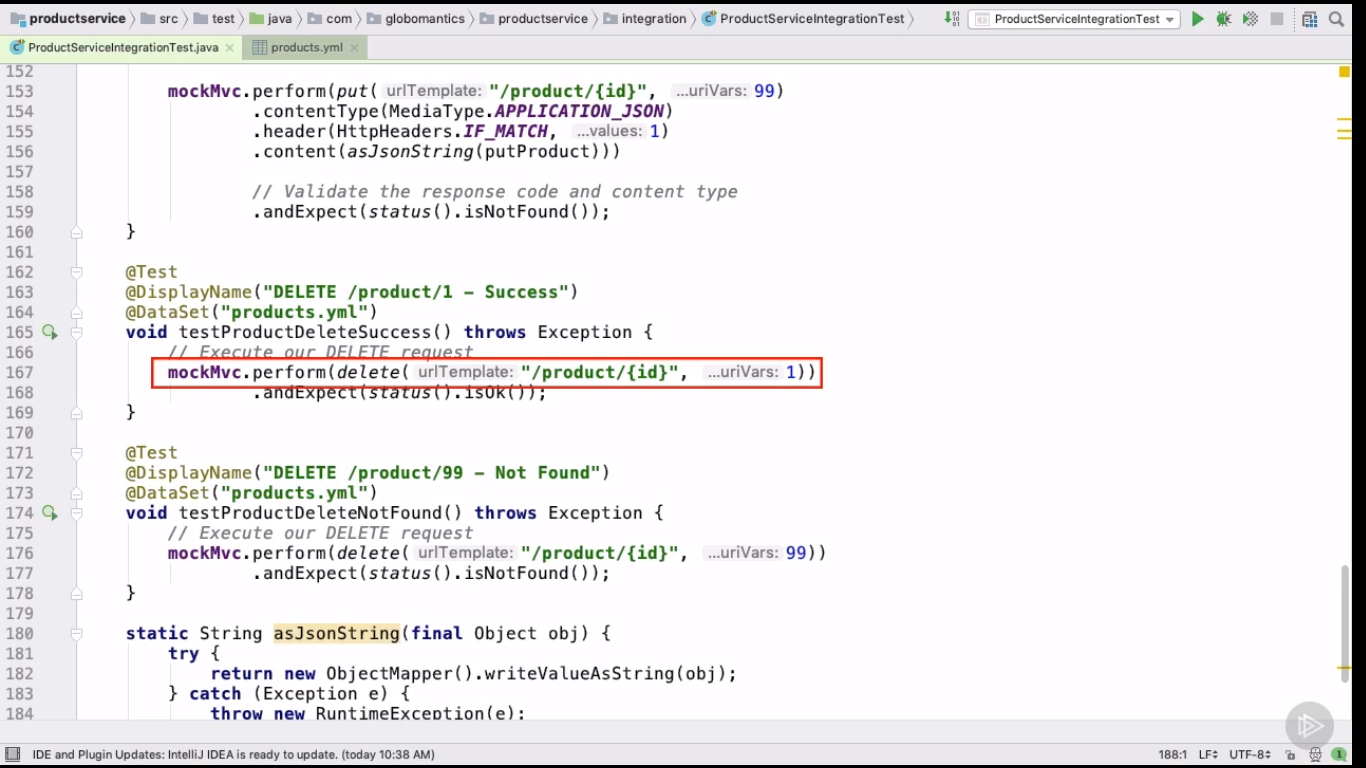 productservice src test java com globomantics productservice integration ProductServiceIntegrationTest ProductServiceIntegrationTest
ProductServiceIntegrationTest.java products.yml
152
153 mockMvc.perform(put( urlTemplate: "/product/{id}", ...uriVars: 99)
154 .contentType(MediaType.APPLICATION_JSON)
155 .header(HttpHeaders.IF_MATCH, ...values: 1)
156 .content(asJsonString(putProduct)))
157
158 // Validate the response code and content type
159 .andExpect(status().isNotFound());
160 }
161
162 @Test
163 @DisplayName("DELETE /product/1 - Success")
164 @DataSet("products.yml")
165 void testProductDeleteSuccess() throws Exception {
166 // Execute our DELETE request
167 mockMvc.perform(delete( urlTemplate: "/product/{id}", ...uriVars: 1))
168 .andExpect(status().isOk());
169 }
170
171 @Test
172 @DisplayName("DELETE /product/99 - Not Found")
173 @DataSet("products.yml")
174 void testProductDeleteNotFound() throws Exception {
175 // Execute our DELETE request
176 mockMvc.perform(delete( urlTemplate: "/product/{id}", ...uriVars: 99))
177 .andExpect(status().isNotFound());
178 }
179
180 static String asJsonString(final Object obj) {
181 try {
182 return new ObjectMapper().writeValueAsString(obj);
183 } catch (Exception e) {
184 throw new RuntimeException(e);
IDE and Plugin Updates: IntelliJ IDEA is ready to update. (today 10:38 AM) 188:1 LF UTF-8 1